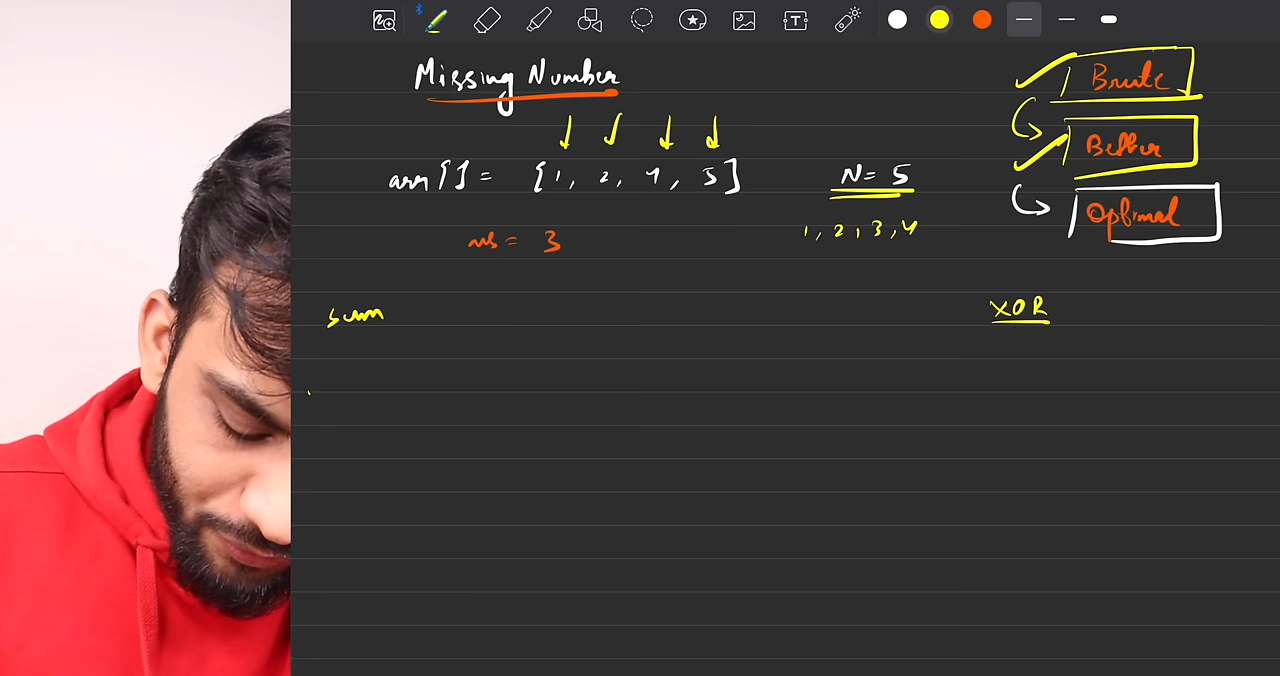 Missing Number
arr[] = {1, 2, 4, 5}
N = 5
1, 2, 3, 4
= 3
sum
XOR
Brute
Better
Optimal
T